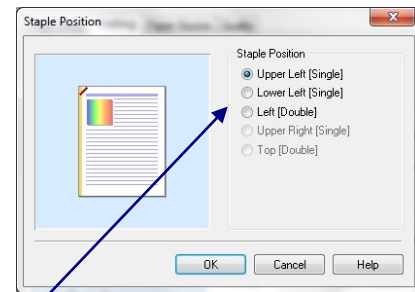 Staple Position
Staple Position
Upper Left [Single]
Lower Left [Single]
Left [Double]
Upper Right [Single]
Top [Double]
OK
Cancel
Help